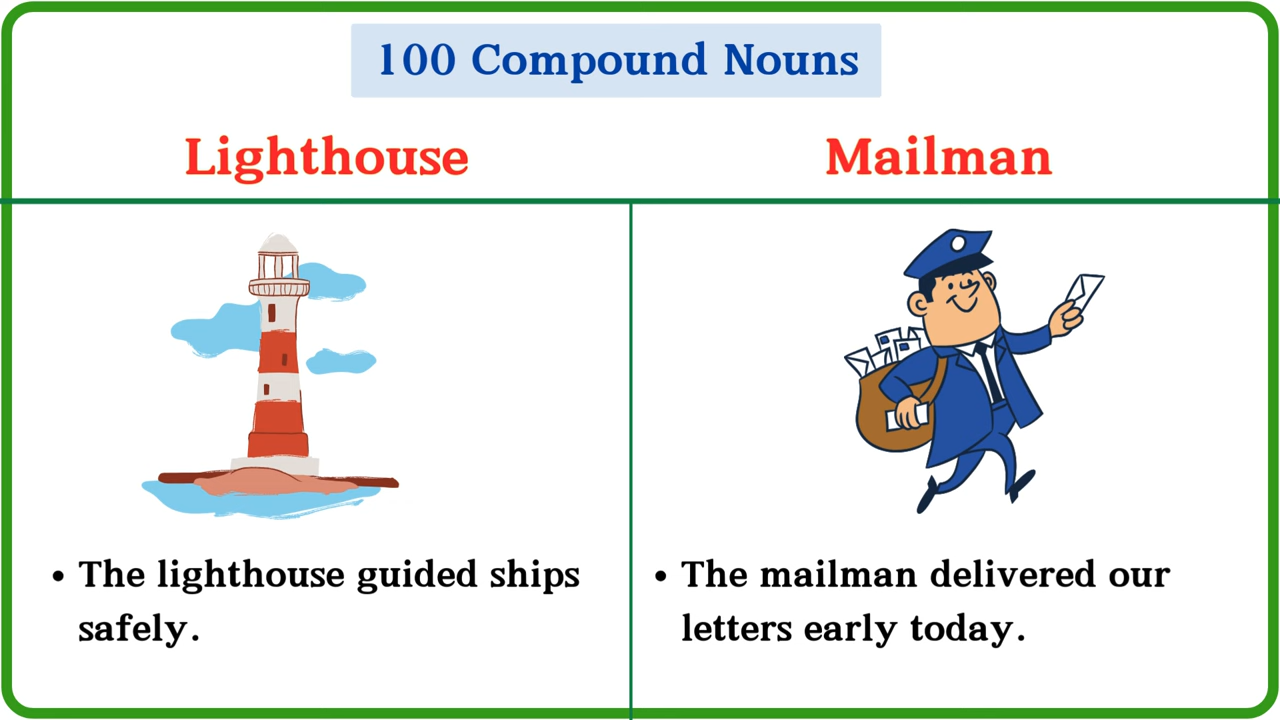 100 Compound Nouns
Lighthouse
Mailman
• The lighthouse guided ships
safely.
• The mailman delivered our
letters early today.